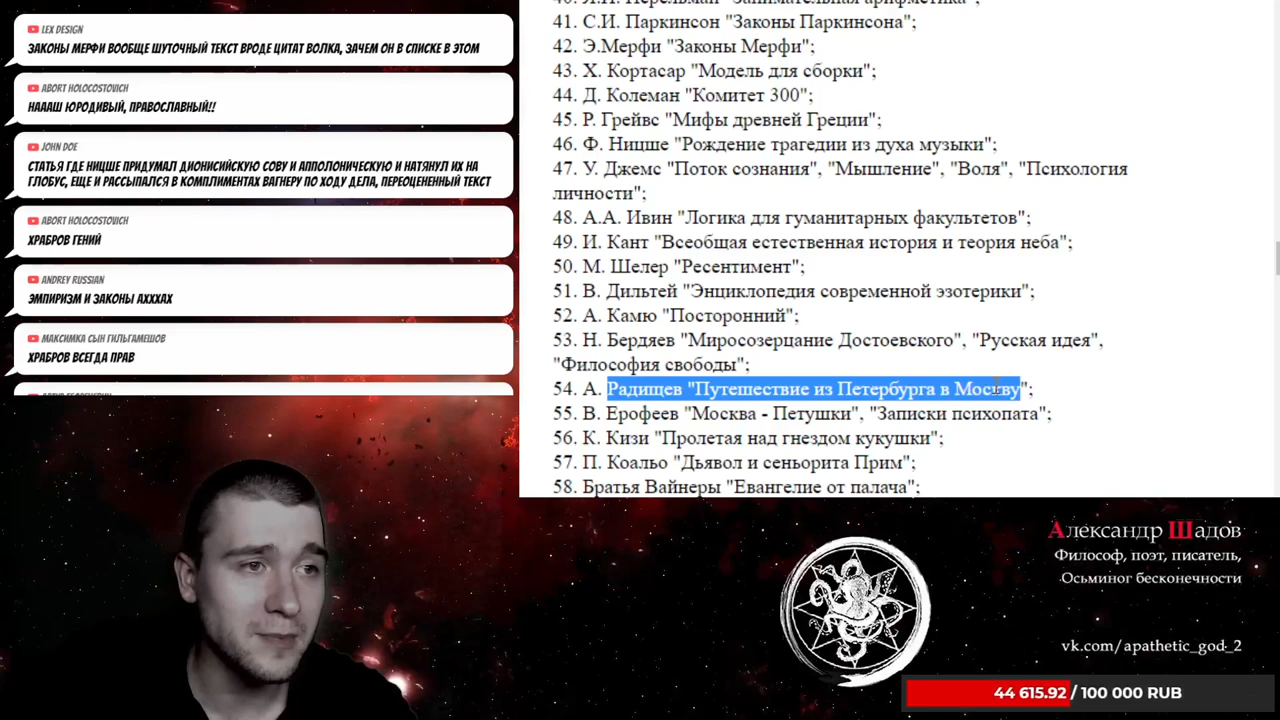 LEX DESIGN
ЗАКОНЫ МЕРФИ ВООБЩЕ ШУТОЧНЫЙ ТЕКСТ ВРОДЕ ЦИТАТ ВОЛКА, ЗАЧЕМ ОН В СПИСКЕ В ЭТОМ
ABORT HOLOCOSTOVICH
НАААШ ЮРОДИВЫЙ, ПРАВОСЛАВНЫЙ!!
JOHN DOE
СТАТЬЯ ГДЕ НИЦШЕ ПРИДУМАЛ ДИОНИСИЙСКУЮ СОВУ И АППОЛОНИЧЕСКУЮ И НАТЯНУЛ ИХ НА
ГЛОБУС, ЕЩЕ И РАССЫПАЛСЯ В КОМПЛИМЕНТАХ ВАГНЕРУ ПО ХОДУ ДЕЛА, ПЕРЕОЦЕНЕННЫЙ ТЕКСТ
ABORT HOLOCOSTOVICH
ХРАБРОВ ГЕНИЙ
ANDREY RUSSIAN
ЭМПИРИЗМ И ЗАКОНЫ АХХХАХ
МАКСИМКА СЫН ГИЛЬГАМЕШОВ
ХРАБРОВ ВСЕГДА ПРАВ
41. С.И. Паркинсон "Законы Паркинсона";
42. Э.Мерфи "Законы Мерфи";
43. Х. Кортасар "Модель для сборки";
44. Д. Колеман "Комитет 300";
45. Р. Грейвс "Мифы древней Греции";
46. Ф. Ницше "Рождение трагедии из духа музыки";
47. У. Джемс "Поток сознания", "Мышление", "Воля", "Психология
личности";
48. А.А. Ивин "Логика для гуманитарных факультетов";
49. И. Кант "Всеобщая естественная история и теория неба";
50. М. Шелер "Ресентимент";
51. В. Дильтей "Энциклопедия современной эзотерики";
52. А. Камю "Посторонний";
53. Н. Бердяев "Миросозерцание Достоевского", "Русская идея",
"Философия свободы";
54. А. Радищев "Путешествие из Петербурга в Москву";
55. В. Ерофеев "Москва - Петушки", "Записки психопата";
56. К. Кизи "Пролетая над гнездом кукушки";
57. П. Коальо "Дьявол и сеньорита Прим";
58. Братья Вайнеры "Евангелие от палача";
Александр Шадов
Философ, поэт, писатель,
Осьминог бесконечности
vk.com/apathetic_god_2
44 615.92 / 100 000 RUB